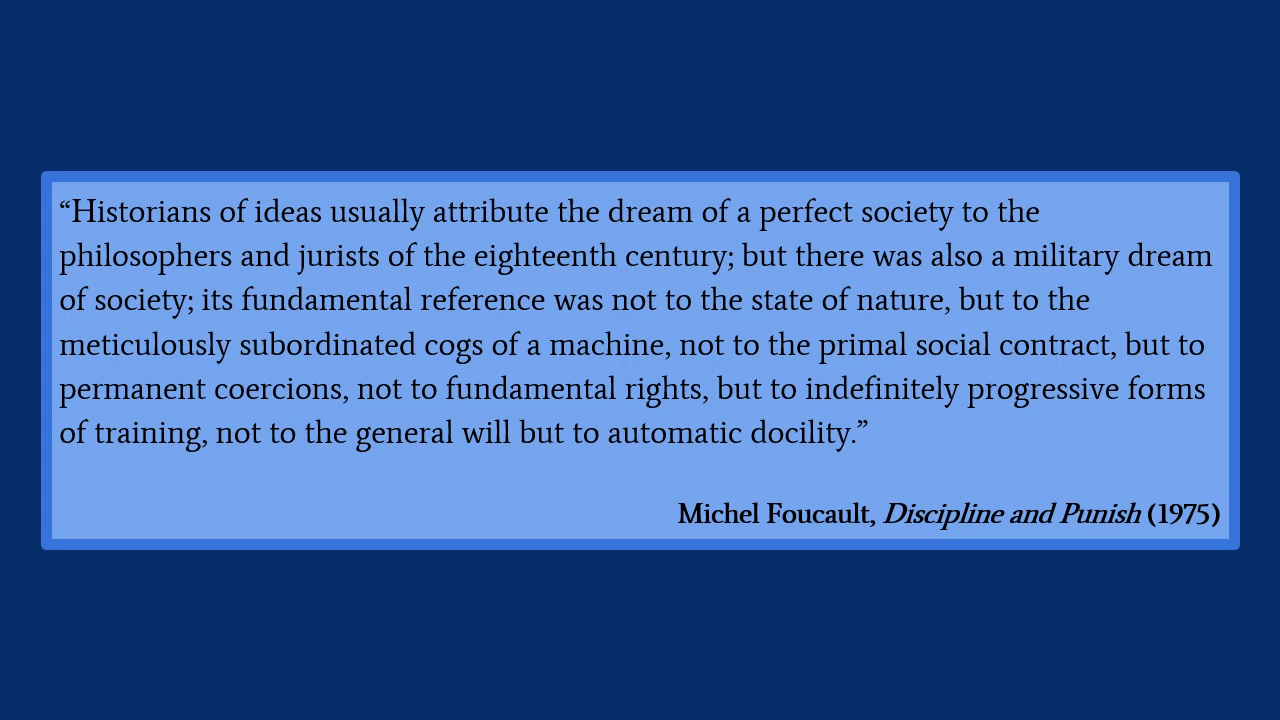 “Historians of ideas usually attribute the dream of a perfect society to the
philosophers and jurists of the eighteenth century; but there was also a military dream
of society; its fundamental reference was not to the state of nature, but to the
meticulously subordinated cogs of a machine, not to the primal social contract, but to
permanent coercions, not to fundamental rights, but to indefinitely progressive forms
of training, not to the general will but to automatic docility.”
Michel Foucault, Discipline and Punish (1975)